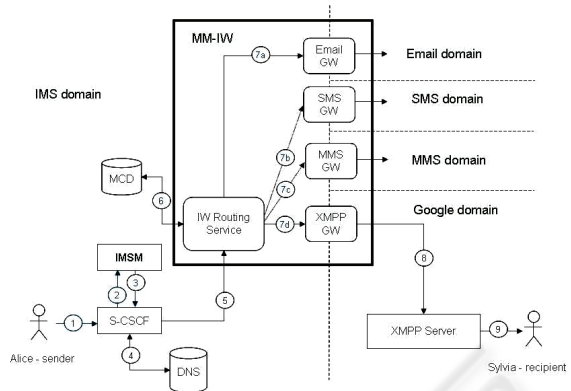 MM-IW
Email
GW
7a
Email domain
IMS domain
SMS
GW
SMS domain
7b
MMS
GW
MMS domain
7c
MCD
6
IW Routing
Service
7d
XMPP
GW
Google domain
IMSM
2
3
5
8
1
S-CSCF
XMPP Server
9
Alice - sender
4
DNS
Sylvia - recipient